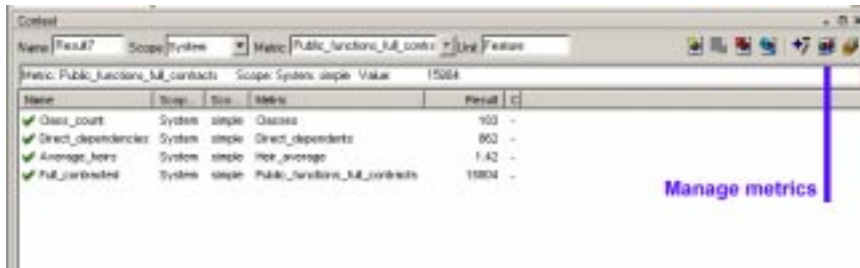 Context
Name Result7 Scope System Metric Public_functions_full_contra Unit Feature
Metric: Public_functions_full_contracts Scope: System: simple Value 15804
Name Scop... Sco... Metric Result C
Class_count System simple Classes 103 -
Direct_dependencies System simple Direct_dependents 862 -
Average_heirs System simple Heir_average 1.42 -
Full_contracted System simple Public_functions_full_contracts 15804 -
Manage metrics